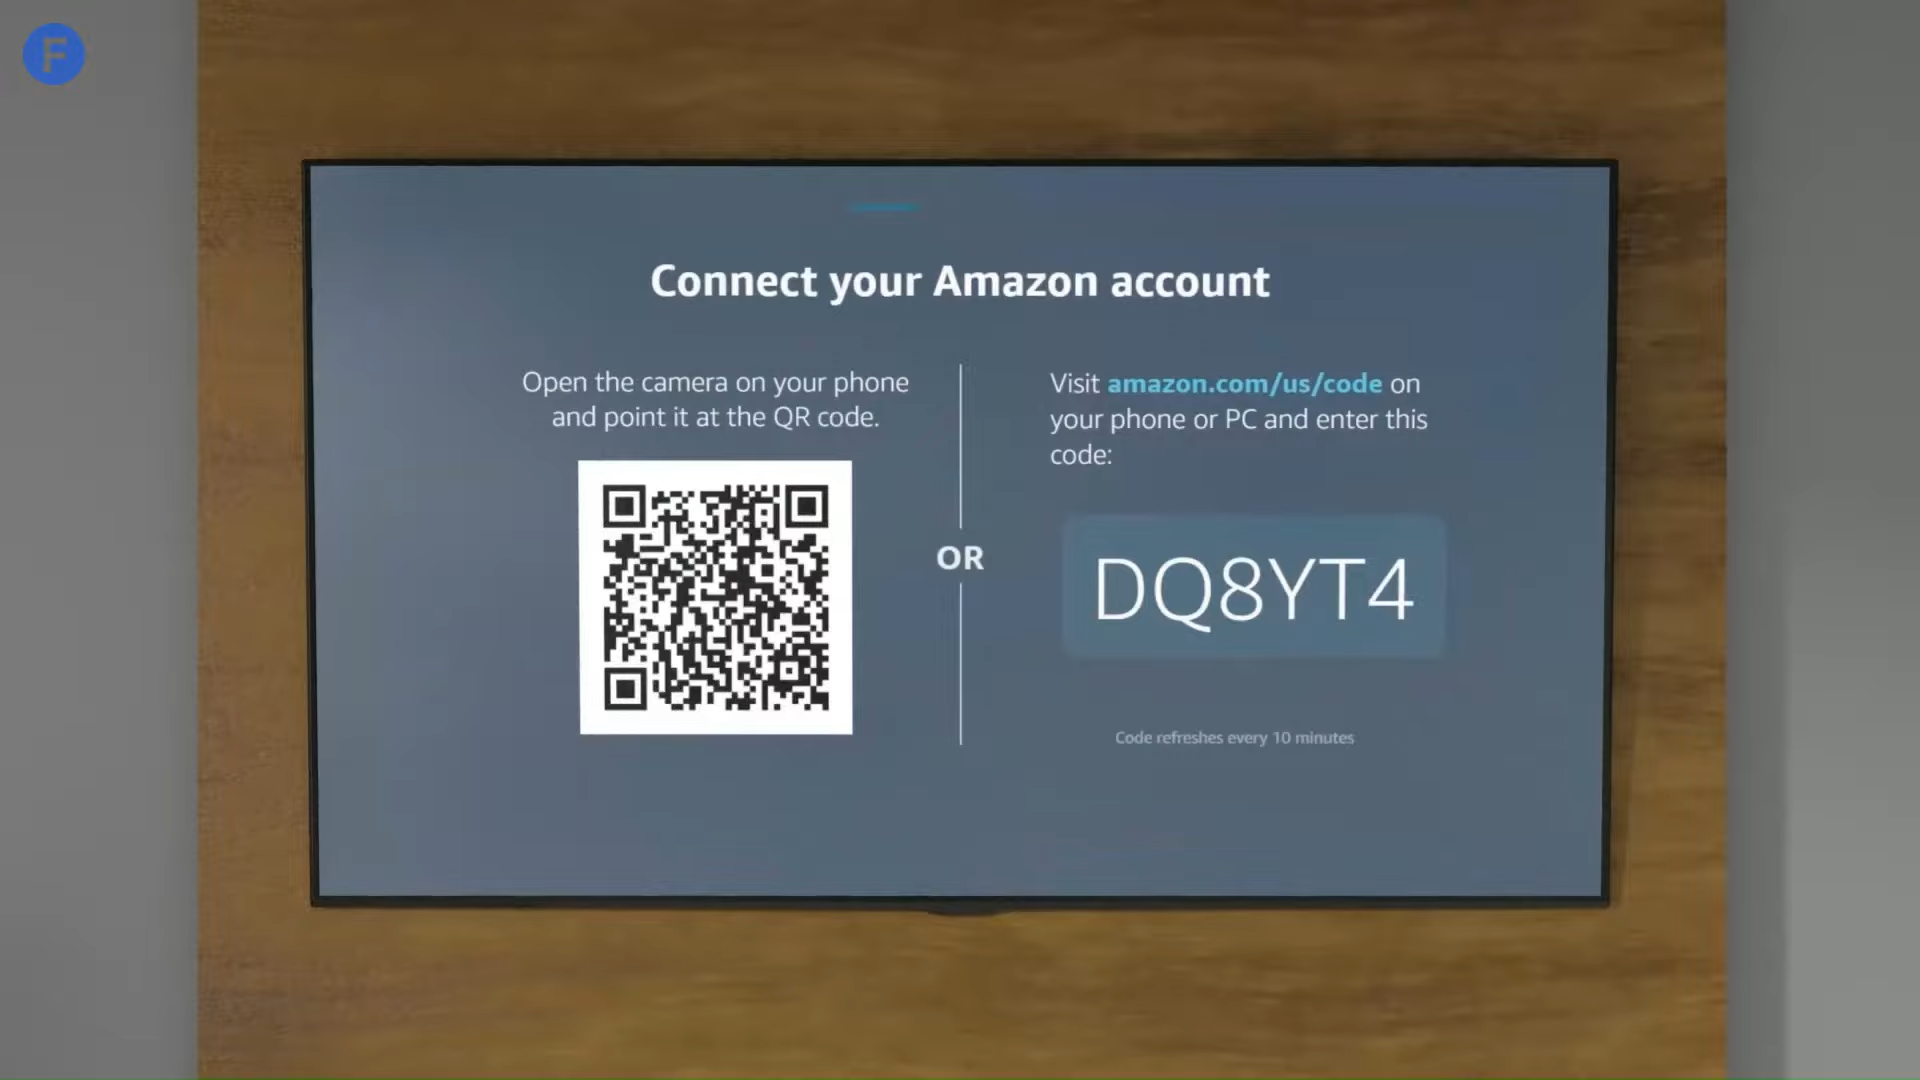 F
Connect your Amazon account
Open the camera on your phone
and point it at the QR code.
OR
Visit amazon.com/us/code on
your phone or PC and enter this
code:
DQ8YT4
Code refreshes every 10 minutes